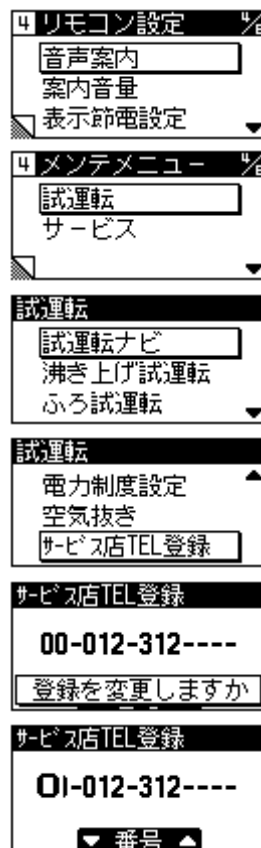 4 リモコン設定 4/
音声案内
案内音量
表示節電設定
4 メンテメニュー 4/
試運転
サービス
試運転
試運転ナビ
沸き上げ試運転
ふろ試運転
試運転
電力制度設定
空気抜き
ｻｰﾋﾞｽ店TEL登録
ｻｰﾋﾞｽ店TEL登録
00-012-312----
登録を変更しますか
ｻｰﾋﾞｽ店TEL登録
-012-312----
▼ 番号 ▲